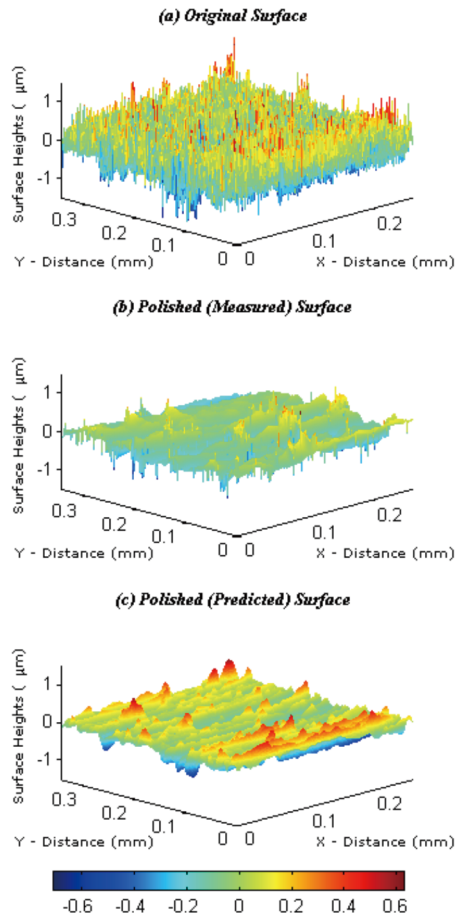 (a) Original Surface
Surface Heights ( μm)
1
0
-1
0.3
0.2
0.1
0
0
0.1
0.2
Y - Distance (mm)
X - Distance (mm)
(b) Polished (Measured) Surface
Surface Heights ( μm)
1
0
-1
0.3
0.2
0.1
0
0
0.1
0.2
Y - Distance (mm)
X - Distance (mm)
(c) Polished (Predicted) Surface
Surface Heights ( μm)
1
0
-1
0.3
0.2
0.1
0
0
0.1
0.2
Y - Distance (mm)
X - Distance (mm)
-0.6 -0.4 -0.2 0 0.2 0.4 0.6